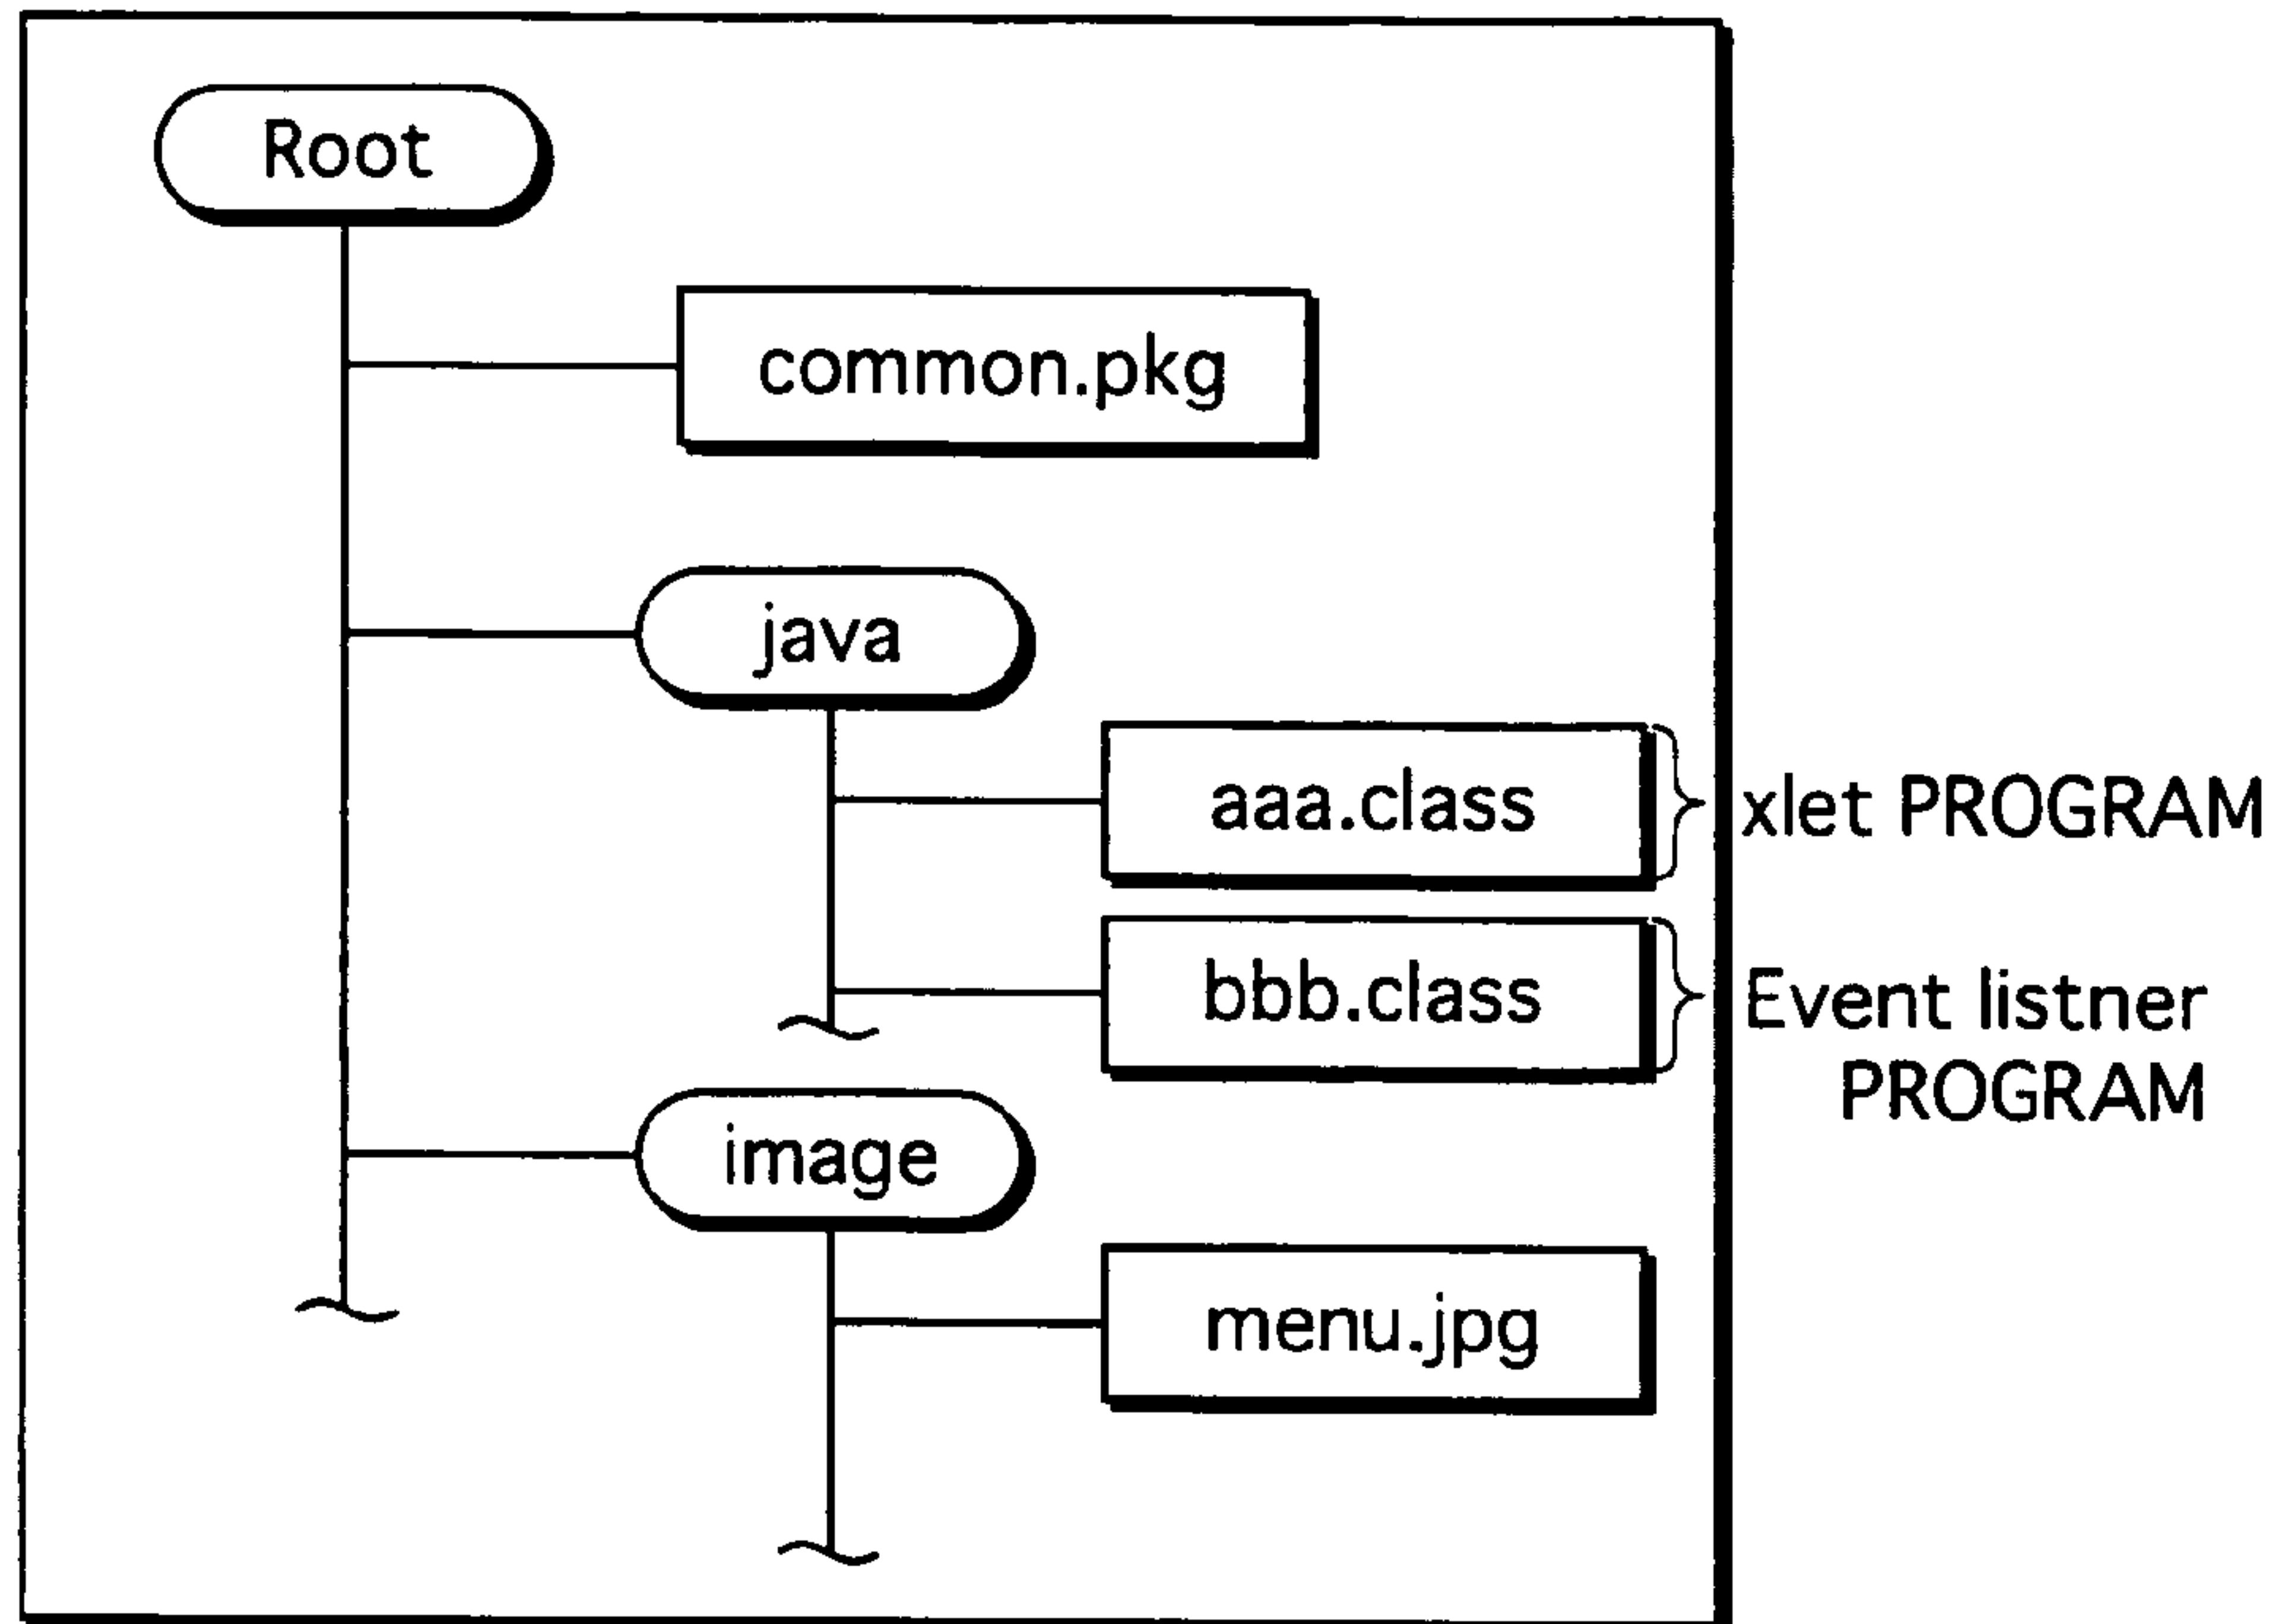 Root
common.pkg
java
aaa.class
xlet PROGRAM
bbb.class
Event listner
PROGRAM
image
menu.jpg